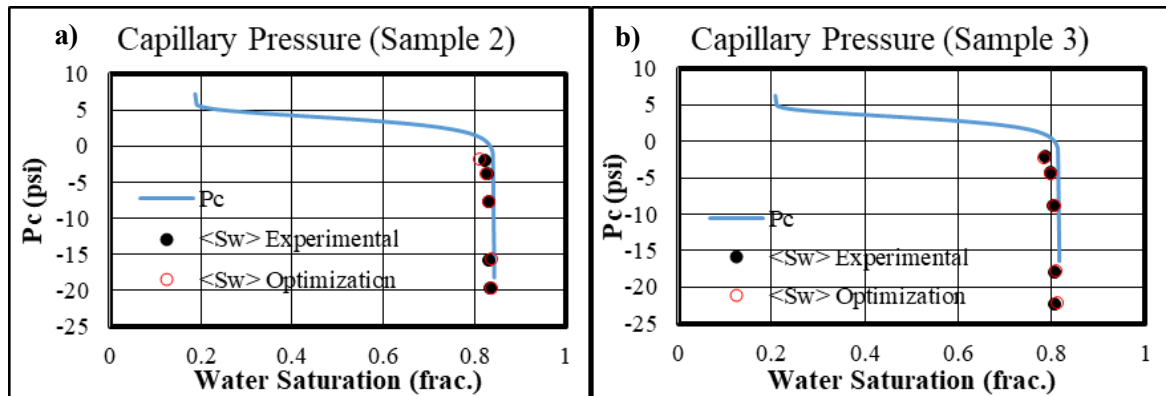 a) Capillary Pressure (Sample 2)
10
5
0
-5
-10
-15
-20
-25
Pc (psi)
Pc
<Sw> Experimental
<Sw> Optimization
0 0.2 0.4 0.6 0.8 1
Water Saturation (frac.)
b) Capillary Pressure (Sample 3)
10
5
0
-5
-10
-15
-20
-25
Pc (psi)
Pc
<Sw> Experimental
<Sw> Optimization
0 0.2 0.4 0.6 0.8 1
Water Saturation (frac.)